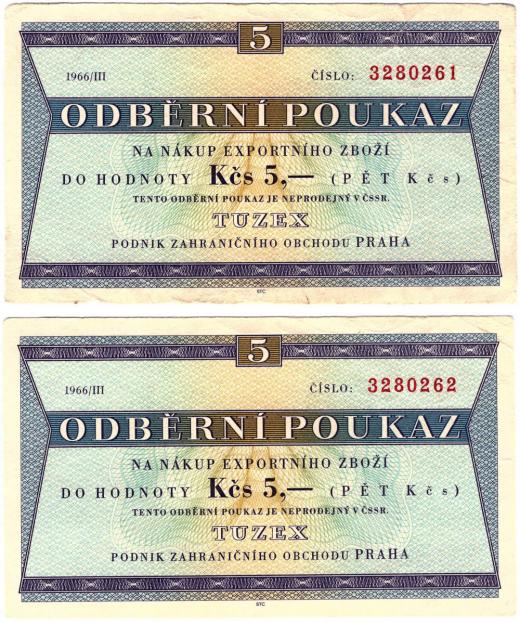 5
1966/III ČÍSLO: 3280261
ODBĚRNÍ POUKAZ
NA NÁKUP EXPORTNÍHO ZBOŽÍ
DO HODNOTY Kčs 5,— (PĚT Kčs)
TENTO ODBĚRNÍ POUKAZ JE NEPRODEJNÝ V ČSSR.
TUZEX
PODNIK ZAHRANIČNÍHO OBCHODU PRAHA
STC
5
1966/III ČÍSLO: 3280262
ODBĚRNÍ POUKAZ
NA NÁKUP EXPORTNÍHO ZBOŽÍ
DO HODNOTY Kčs 5,— (PĚT Kčs)
TENTO ODBĚRNÍ POUKAZ JE NEPRODEJNÝ V ČSSR.
TUZEX
PODNIK ZAHRANIČNÍHO OBCHODU PRAHA
STC